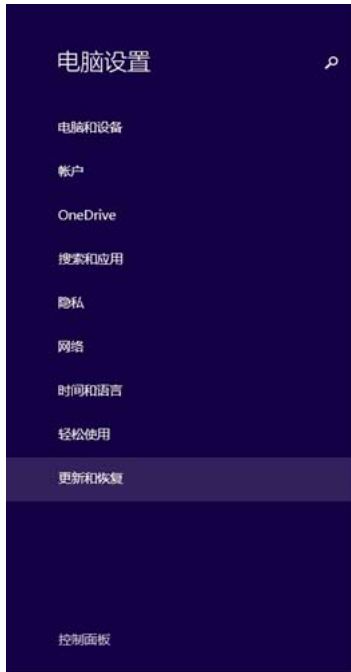 电脑设置
电脑和设备
帐户
OneDrive
搜索和应用
隐私
网络
时间和语言
轻松使用
更新和恢复
控制面板